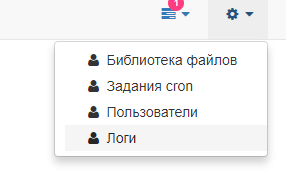 1
Библиотека файлов
Задания cron
Пользователи
Логи